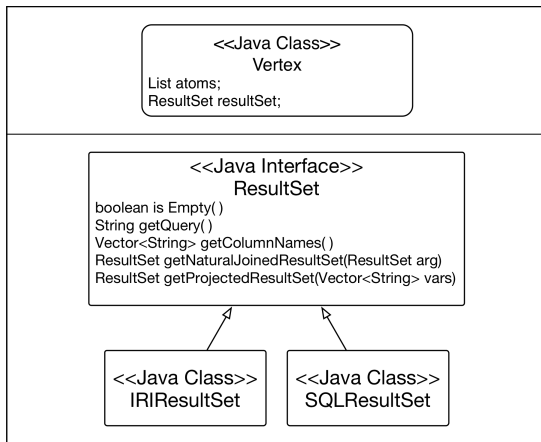 <<Java Class>>
Vertex
List atoms;
ResultSet resultSet;
<<Java Interface>>
ResultSet
boolean is Empty( )
String getQuery( )
Vector<String> getColumnNames( )
ResultSet getNaturalJoinedResultSet(ResultSet arg)
ResultSet getProjectedResultSet(Vector<String> vars)
<<Java Class>>
IRIResultSet
<<Java Class>>
SQLResultSet